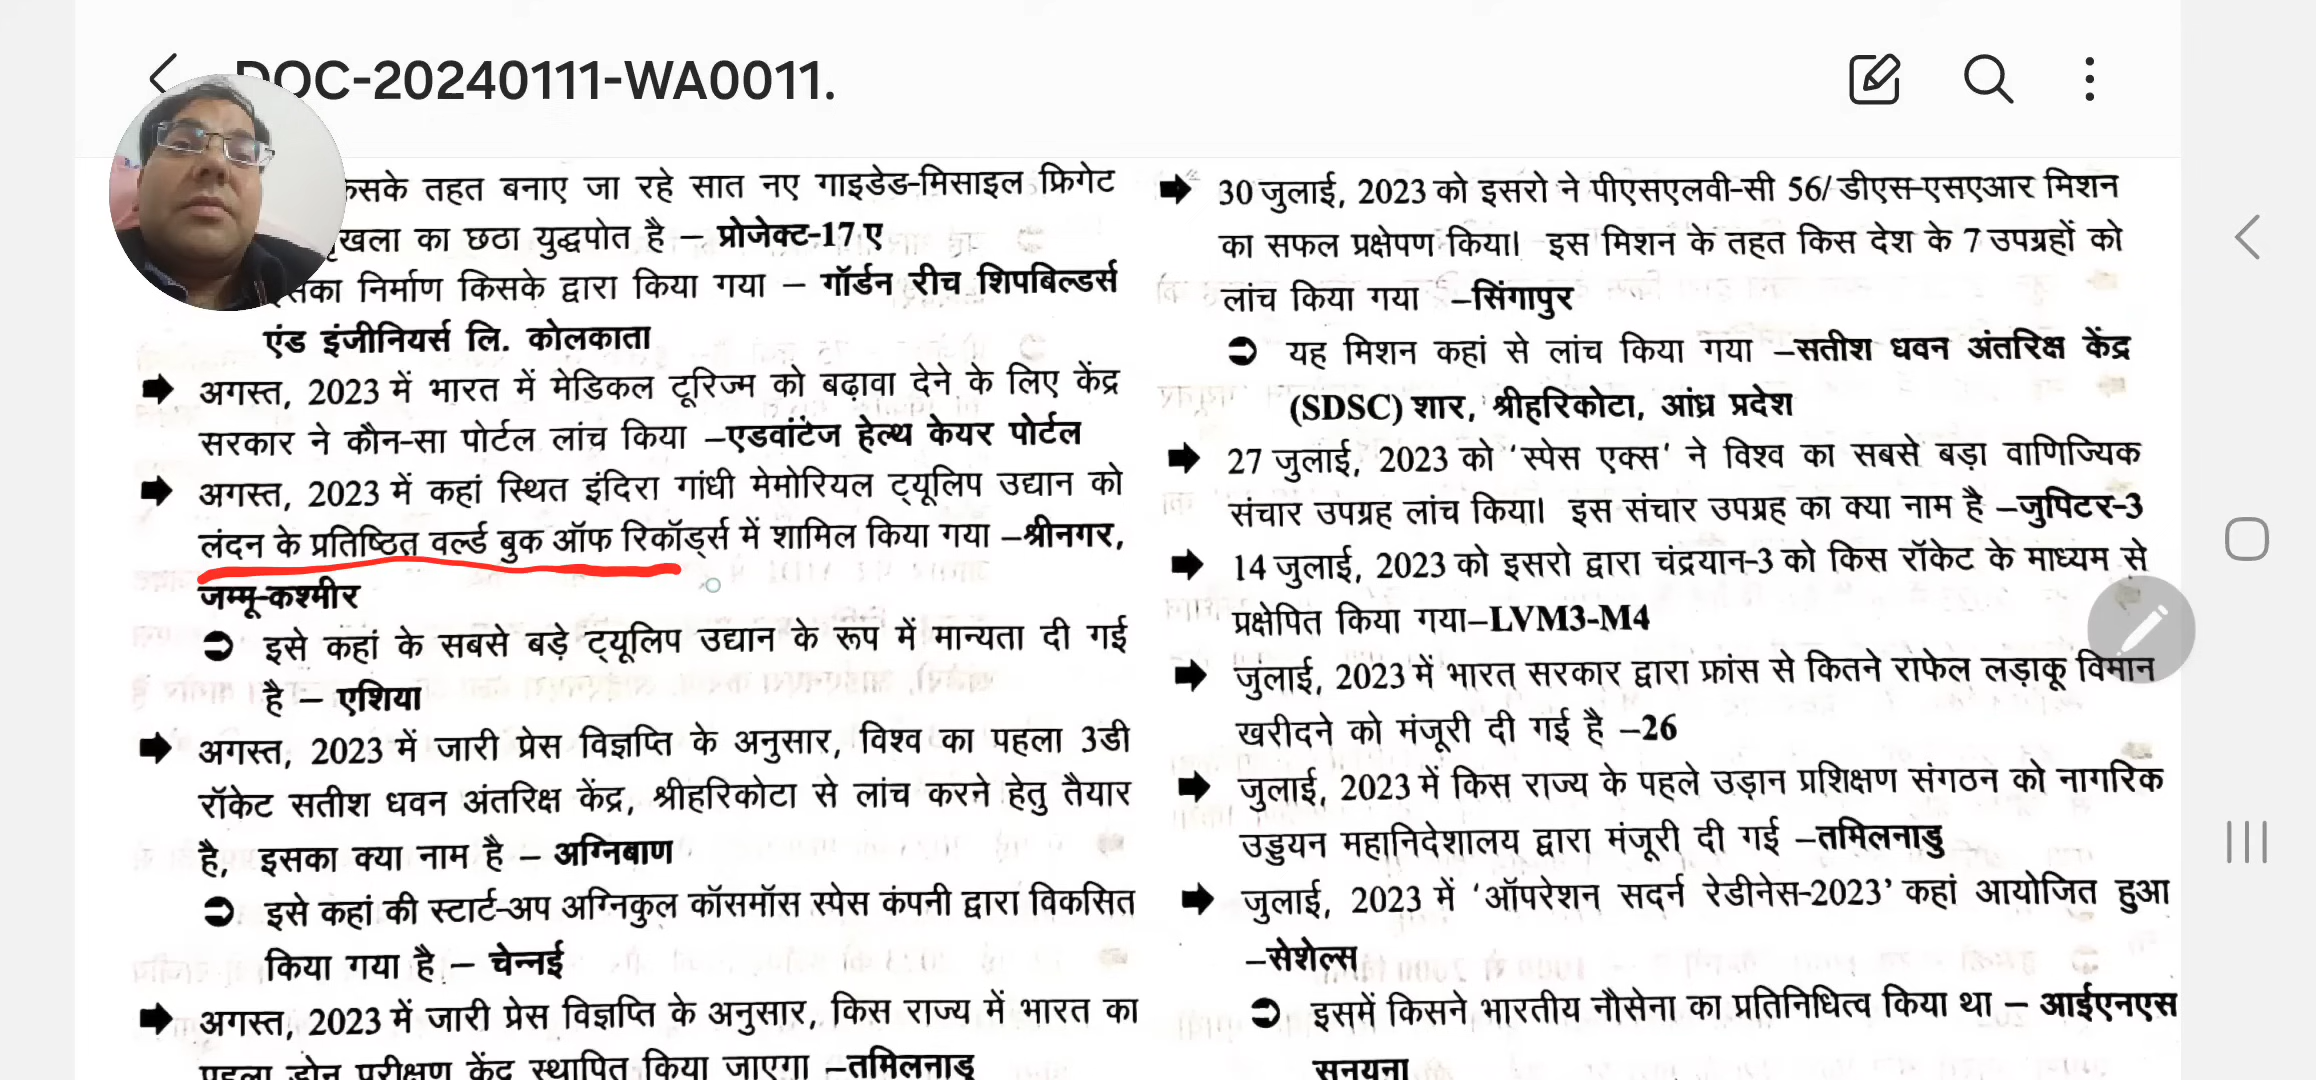 DOC-20240111-WA0011.
के तहत बनाए जा रहे सात नए गाइडेड-मिसाइल फ्रिगेट
का छठा युद्धपोत है – प्रोजेक्ट-17 ए
निर्माण किसके द्वारा किया गया – गॉर्डन रीच शिपबिल्डर्स
एंड इंजीनियर्स लि. कोलकाता
अगस्त, 2023 में भारत में मेडिकल टूरिज्म को बढ़ावा देने के लिए केंद्र
सरकार ने कौन-सा पोर्टल लांच किया –एडवांटेज हेल्थ केयर पोर्टल
अगस्त, 2023 में कहां स्थित इंदिरा गांधी मेमोरियल ट्यूलिप उद्यान को
लंदन के प्रतिष्ठित वर्ल्ड बुक ऑफ रिकॉर्ड्स में शामिल किया गया –श्रीनगर,
जम्मू-कश्मीर
इसे कहां के सबसे बड़े ट्यूलिप उद्यान के रूप में मान्यता दी गई
है – एशिया
अगस्त, 2023 में जारी प्रेस विज्ञप्ति के अनुसार, विश्व का पहला 3डी
रॉकेट सतीश धवन अंतरिक्ष केंद्र, श्रीहरिकोटा से लांच करने हेतु तैयार
है, इसका क्या नाम है – अग्निबाण
इसे कहां की स्टार्ट-अप अग्निकुल कॉसमॉस स्पेस कंपनी द्वारा विकसित
किया गया है – चेन्नई
अगस्त, 2023 में जारी प्रेस विज्ञप्ति के अनुसार, किस राज्य में भारत का
पहला ड्रोन परीक्षण केंद्र स्थापित किया जाएगा –तमिलनाडु
30 जुलाई, 2023 को इसरो ने पीएसएलवी-सी 56/ डीएस-एसएआर मिशन
का सफल प्रक्षेपण किया। इस मिशन के तहत किस देश के 7 उपग्रहों को
लांच किया गया –सिंगापुर
यह मिशन कहां से लांच किया गया –सतीश धवन अंतरिक्ष केंद्र
(SDSC) शार, श्रीहरिकोटा, आंध्र प्रदेश
27 जुलाई, 2023 को ‘स्पेस एक्स’ ने विश्व का सबसे बड़ा वाणिज्यिक
संचार उपग्रह लांच किया। इस संचार उपग्रह का क्या नाम है –जुपिटर-3
14 जुलाई, 2023 को इसरो द्वारा चंद्रयान-3 को किस रॉकेट के माध्यम से
प्रक्षेपित किया गया–LVM3-M4
जुलाई, 2023 में भारत सरकार द्वारा फ्रांस से कितने राफेल लड़ाकू विमान
खरीदने को मंजूरी दी गई है –26
जुलाई, 2023 में किस राज्य के पहले उड़ान प्रशिक्षण संगठन को नागरिक
उड्डयन महानिदेशालय द्वारा मंजूरी दी गई –तमिलनाडु
जुलाई, 2023 में ‘ऑपरेशन सदर्न रेडीनेस-2023’ कहां आयोजित हुआ
–सेशेल्स
इसमें किसने भारतीय नौसेना का प्रतिनिधित्व किया था – आईएनएस
सुनयना